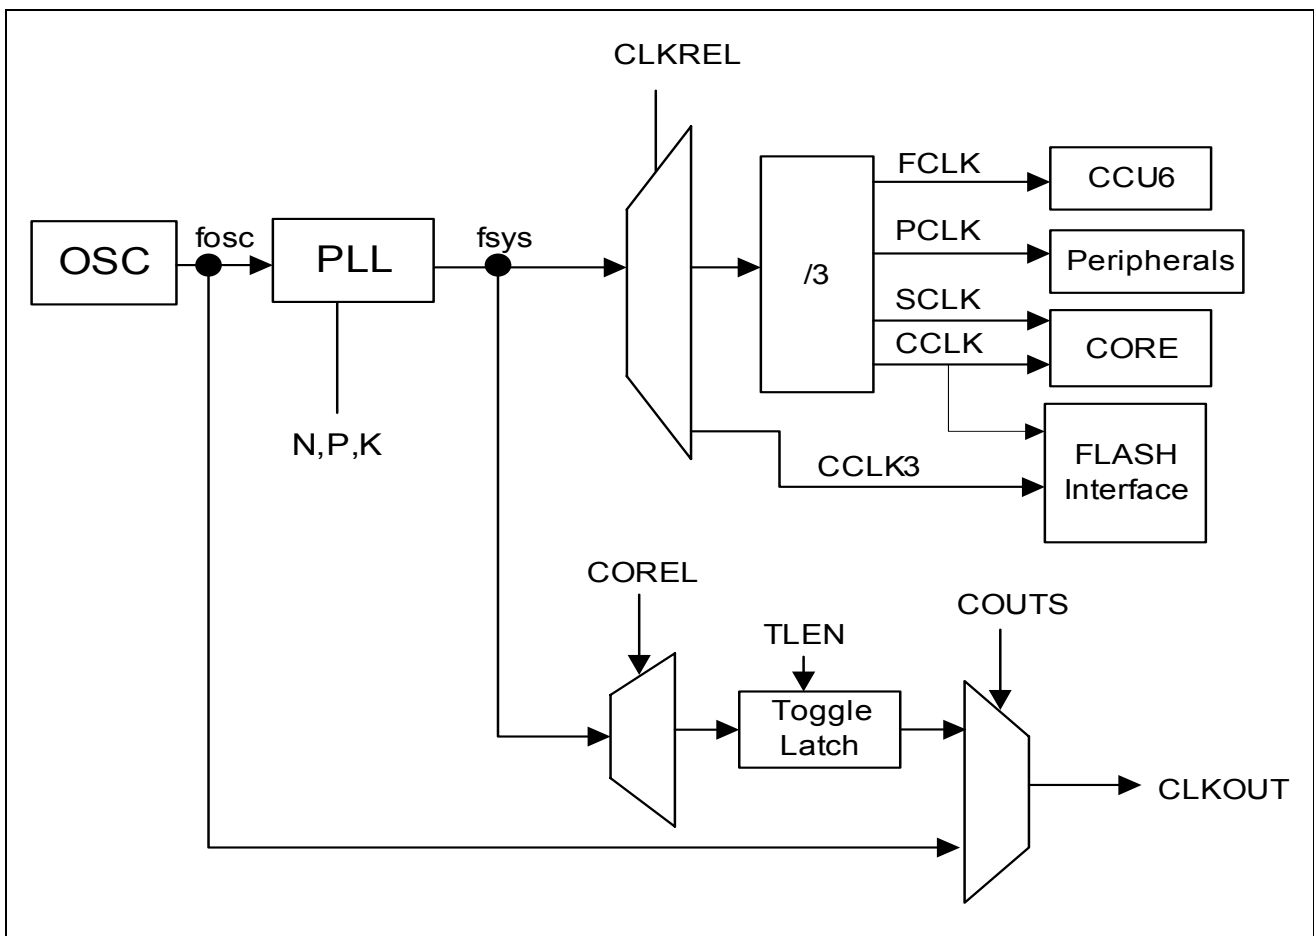 CLKREL
FCLK
CCU6
OSC
fosc
PLL
fsys
/3
PCLK
Peripherals
SCLK
CCLK
CORE
N,P,K
CCLK3
FLASH
Interface
COREL
TLEN
COUTS
Toggle
Latch
CLKOUT